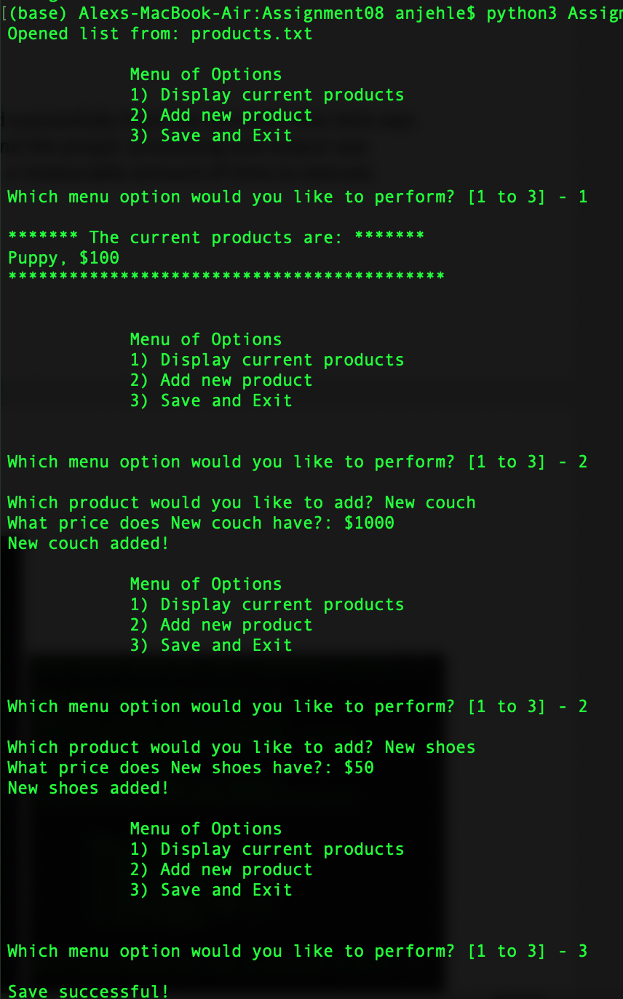 [(base) Alexs-MacBook-Air:Assignment08 anjehle$ python3 Assign
Opened list from: products.txt
Menu of Options
1) Display current products
2) Add new product
3) Save and Exit
Which menu option would you like to perform? [1 to 3] - 1
******* The current products are: *******
Puppy, $100
*******************************************
Menu of Options
1) Display current products
2) Add new product
3) Save and Exit
Which menu option would you like to perform? [1 to 3] - 2
Which product would you like to add? New couch
What price does New couch have?: $1000
New couch added!
Menu of Options
1) Display current products
2) Add new product
3) Save and Exit
Which menu option would you like to perform? [1 to 3] - 2
Which product would you like to add? New shoes
What price does New shoes have?: $50
New shoes added!
Menu of Options
1) Display current products
2) Add new product
3) Save and Exit
Which menu option would you like to perform? [1 to 3] - 3
Save successful!